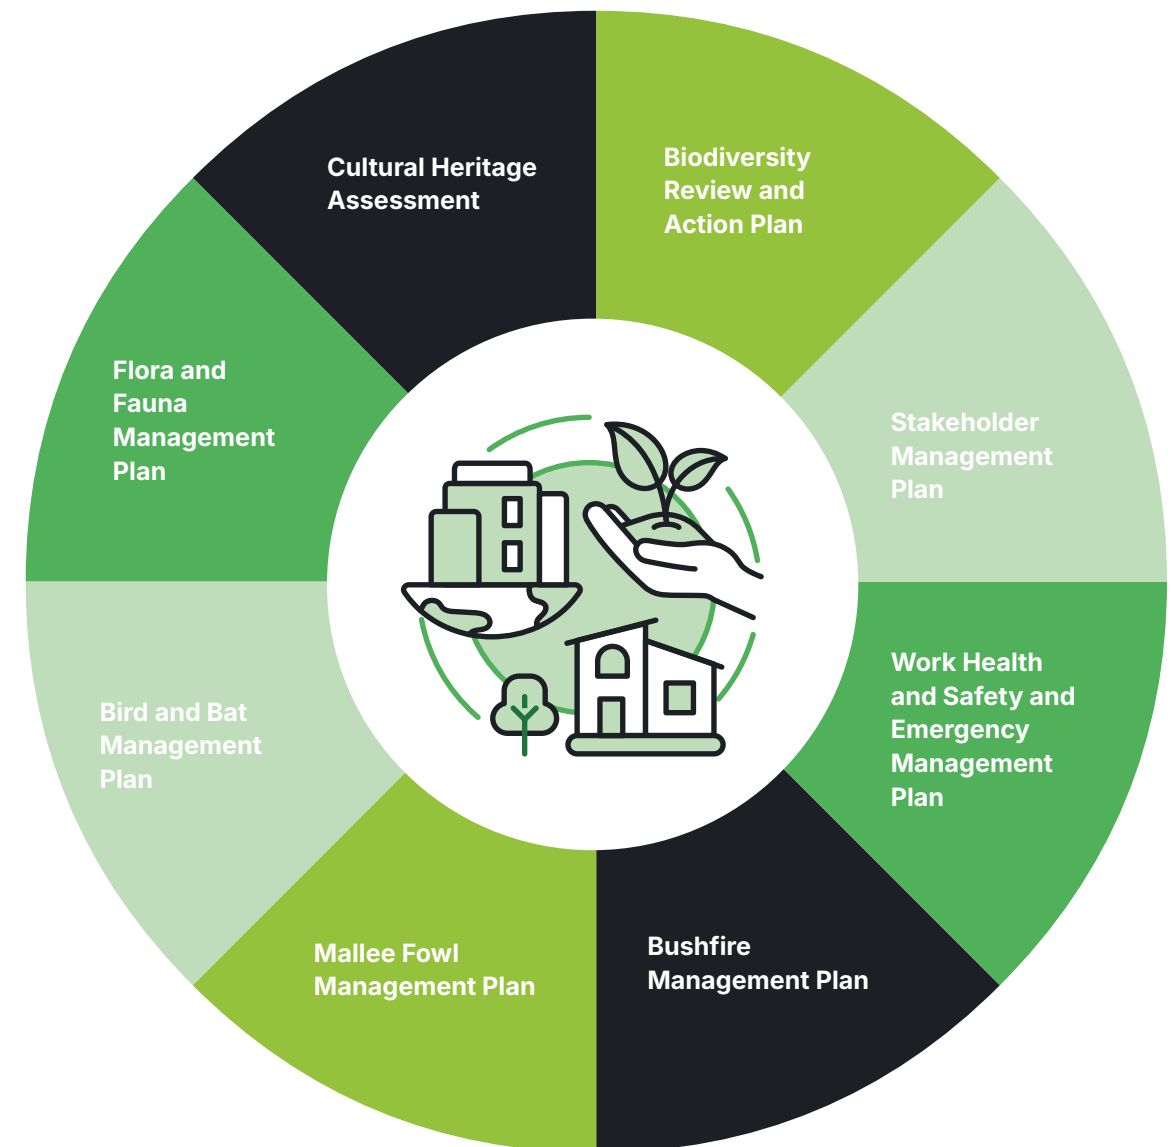 Cultural Heritage
Assessment
Biodiversity
Review and
Action Plan
Stakeholder
Management
Plan
Work Health
and Safety and
Emergency
Management
Plan
Bushfire
Management Plan
Mallee Fowl
Management Plan
Bird and Bat
Management
Plan
Flora and
Fauna
Management
Plan